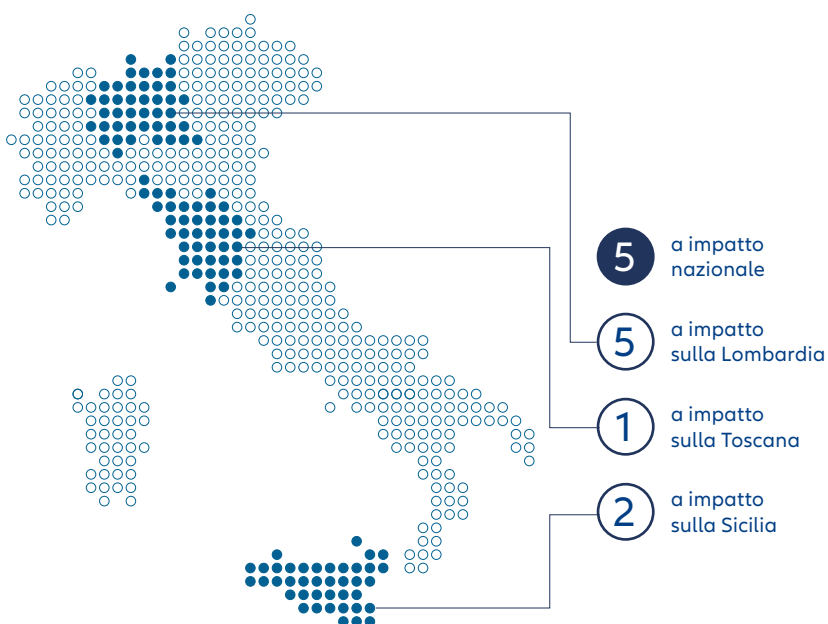 5
a impatto
nazionale
5
a impatto
sulla Lombardia
1
a impatto
sulla Toscana
2
a impatto
sulla Sicilia